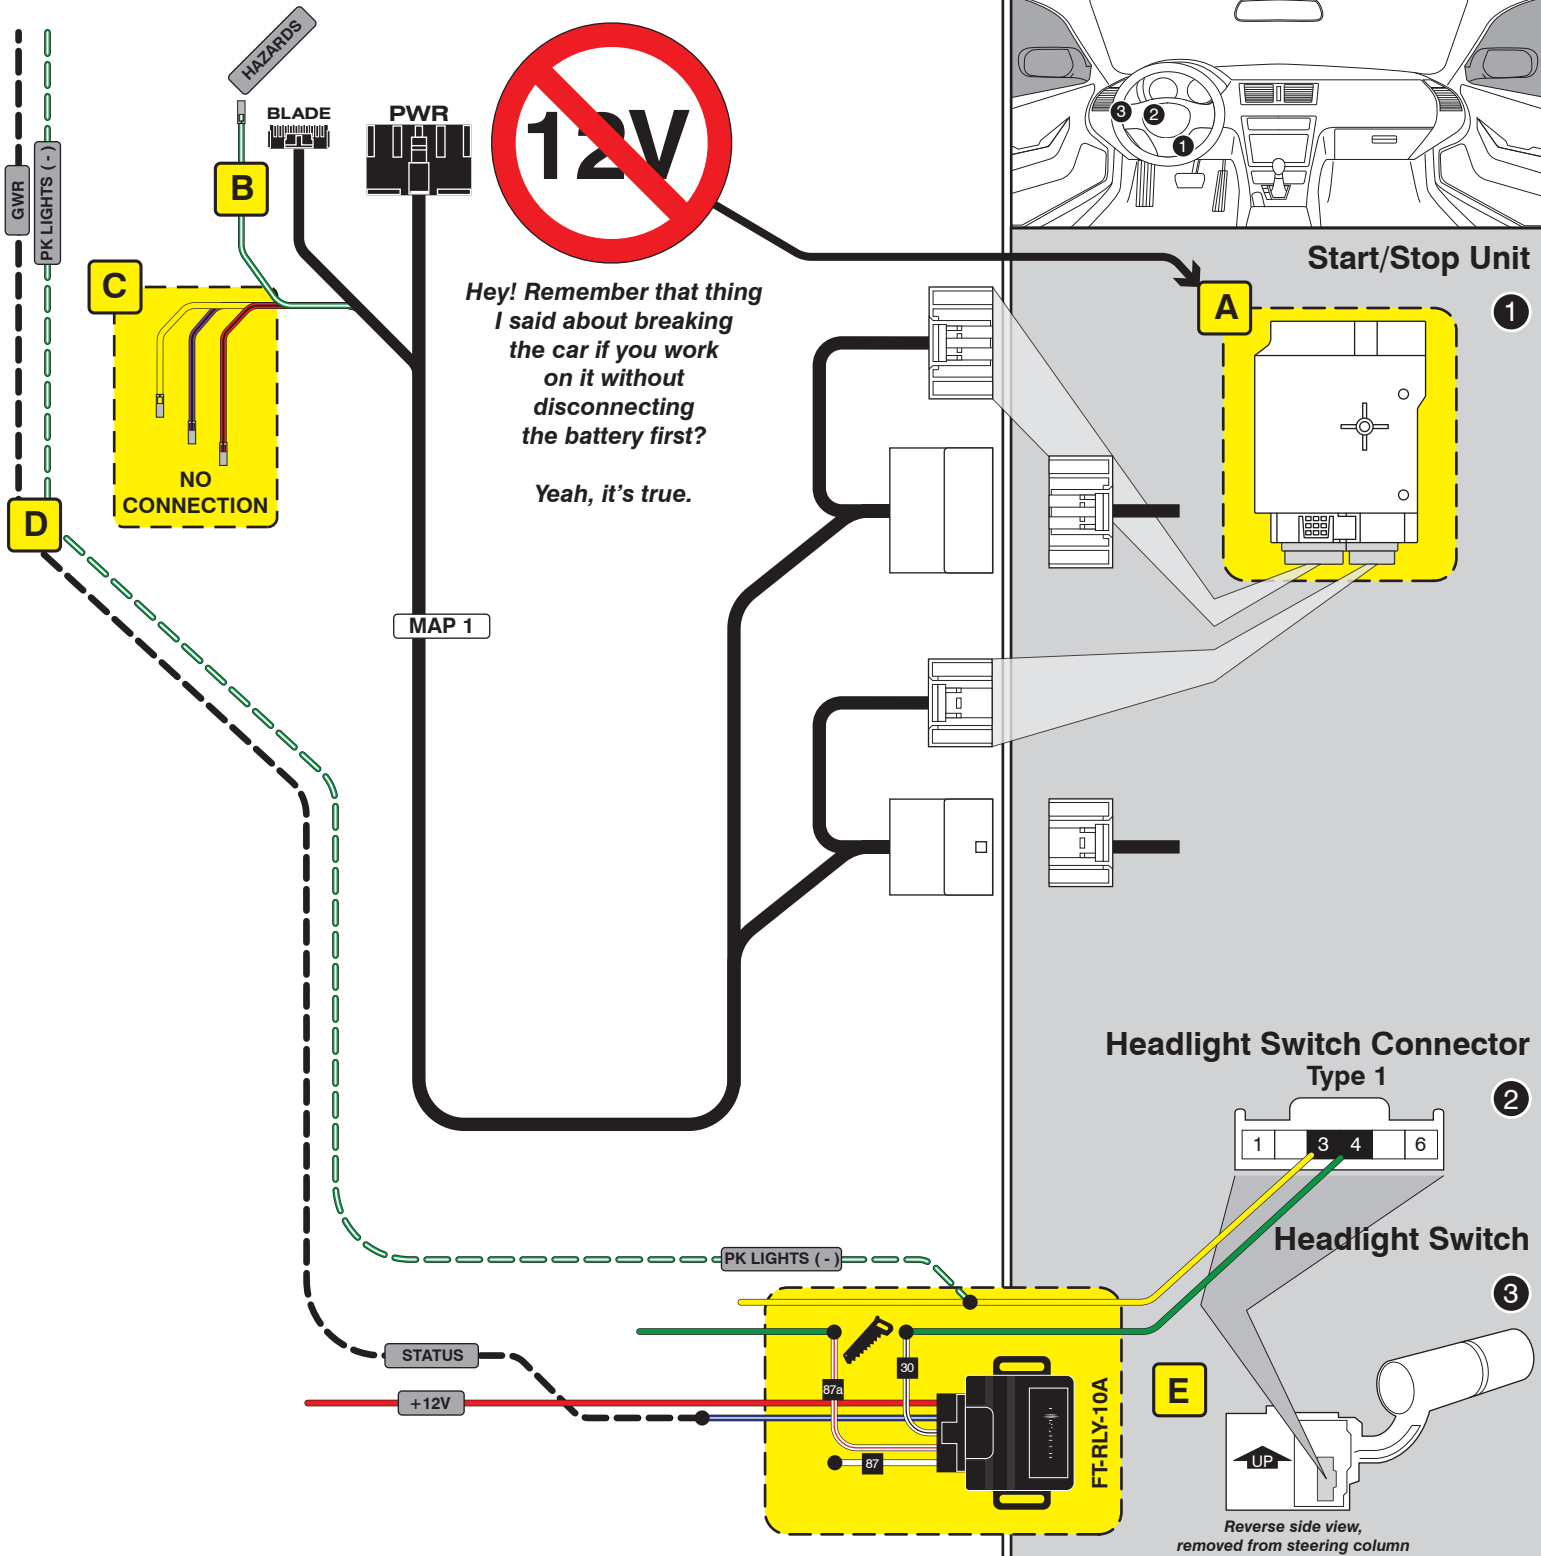 HAZARDS
BLADE
PWR
12V
3
2
1
GWR
PK LIGHTS ( - )
B
C
NO
CONNECTION
D
Hey! Remember that thing
I said about breaking
the car if you work
on it without
disconnecting
the battery first?
Yeah, it's true.
Start/Stop Unit
1
A
MAP 1
Headlight Switch Connector
Type 1
2
1
3
4
6
Headlight Switch
3
PK LIGHTS ( - )
STATUS
+12V
30
87a
87
FT-RLY-10A
E
UP
Reverse side view,
removed from steering column